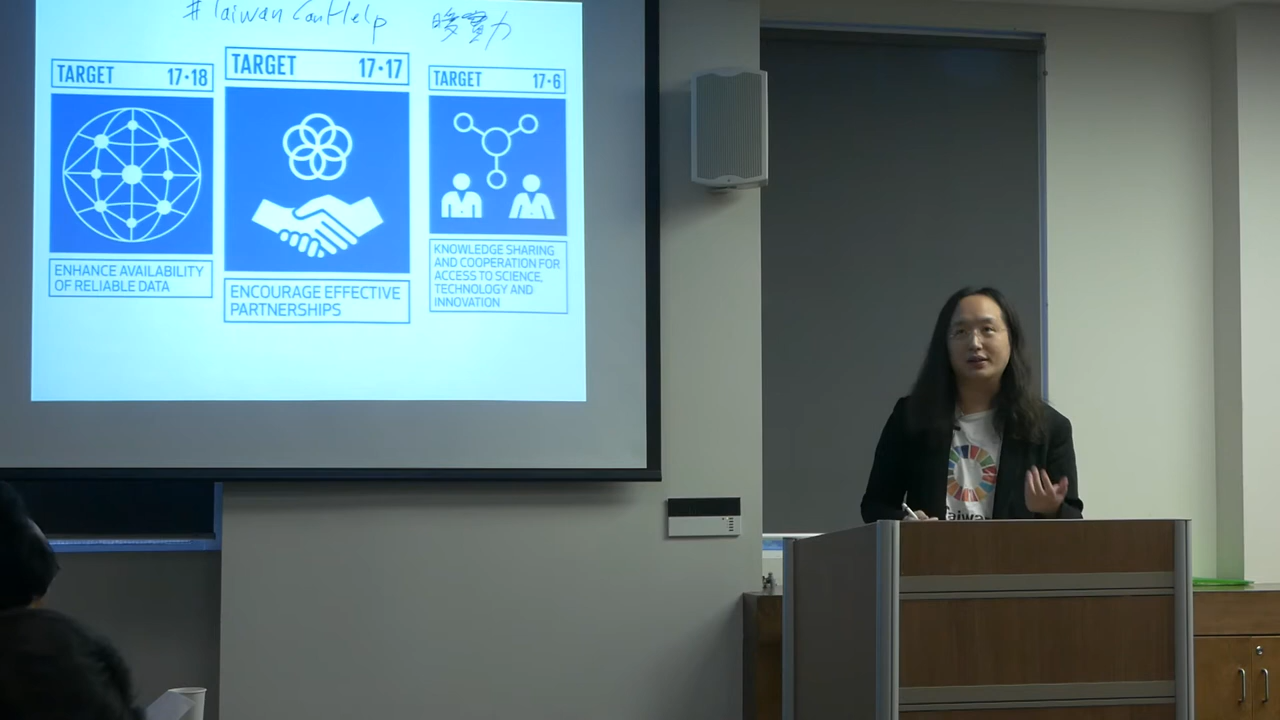 #TaiwanCanHelp 暖實力
TARGET 17·18
ENHANCE AVAILABILITY
OF RELIABLE DATA
TARGET 17·17
ENCOURAGE EFFECTIVE
PARTNERSHIPS
TARGET 17·6
KNOWLEDGE SHARING
AND COOPERATION FOR
ACCESS TO SCIENCE,
TECHNOLOGY AND
INNOVATION
Taiwan